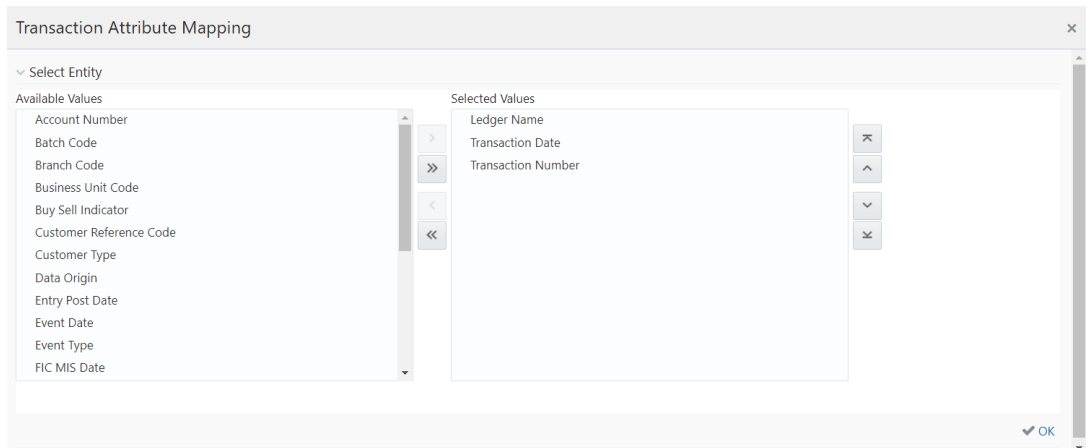 Transaction Attribute Mapping
Select Entity
Available Values
Account Number
Batch Code
Branch Code
Business Unit Code
Buy Sell Indicator
Customer Reference Code
Customer Type
Data Origin
Entry Post Date
Event Date
Event Type
FIC MIS Date
Selected Values
Ledger Name
Transaction Date
Transaction Number
OK